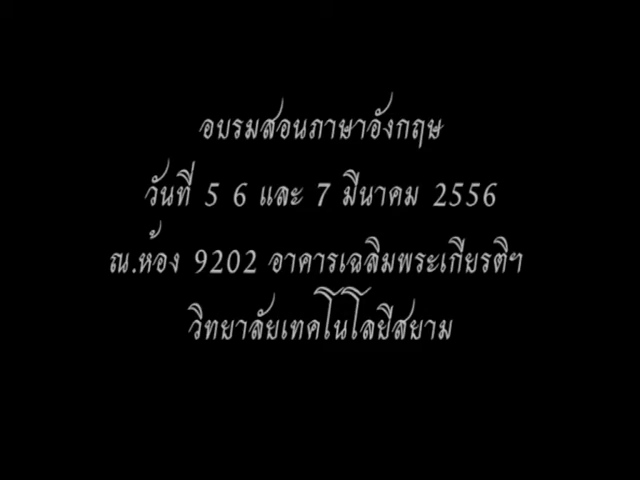 อบรมสอนภาษาอังกฤษ
วันที่ 5 6 และ 7 มีนาคม 2556
ณ.ห้อง 9202 อาคารเฉลิมพระเกียรติฯ
วิทยาลัยเทคโนโลยีสยาม